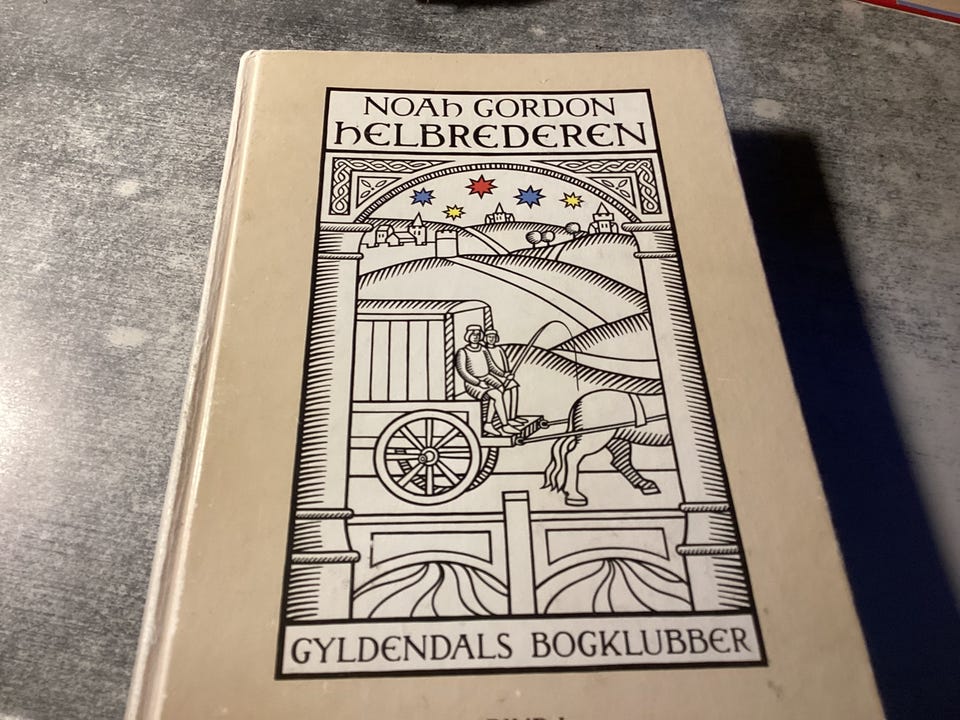 NOAH GORDON
HELBREDEREN
GYLDENDALS BOGKLUBBER